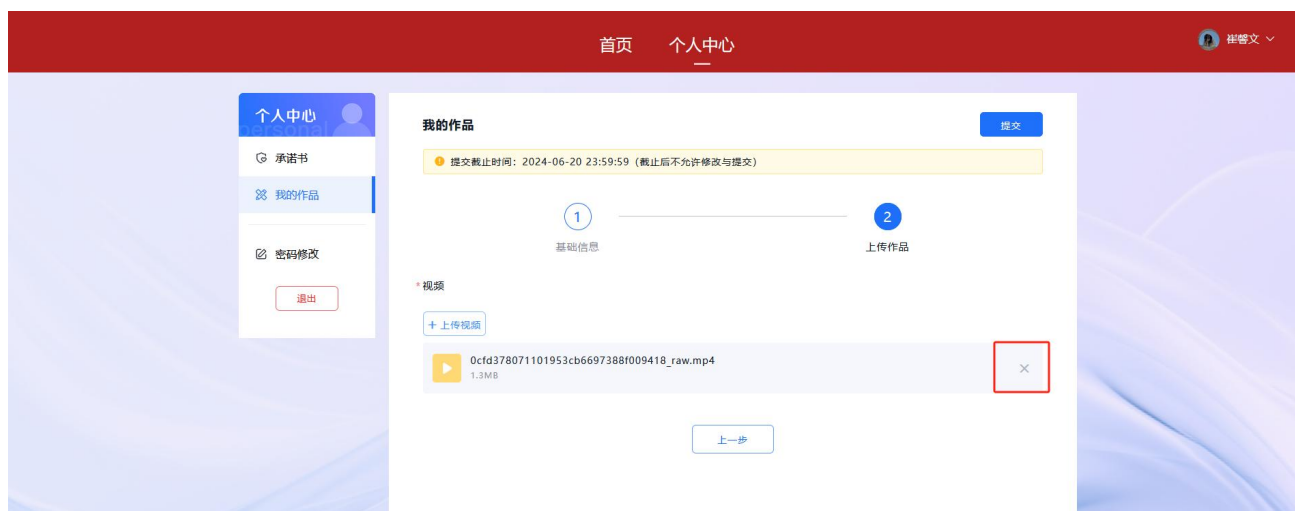 首页 个人中心
崔馨文
个人中心
personal
承诺书
我的作品
密码修改
退出
我的作品
提交
提交截止时间：2024-06-20 23:59:59（截止后不允许修改与提交）
1
2
基础信息
上传作品
*视频
+ 上传视频
0cfd378071101953cb6697388f009418_raw.mp4
1.3MB
上一步